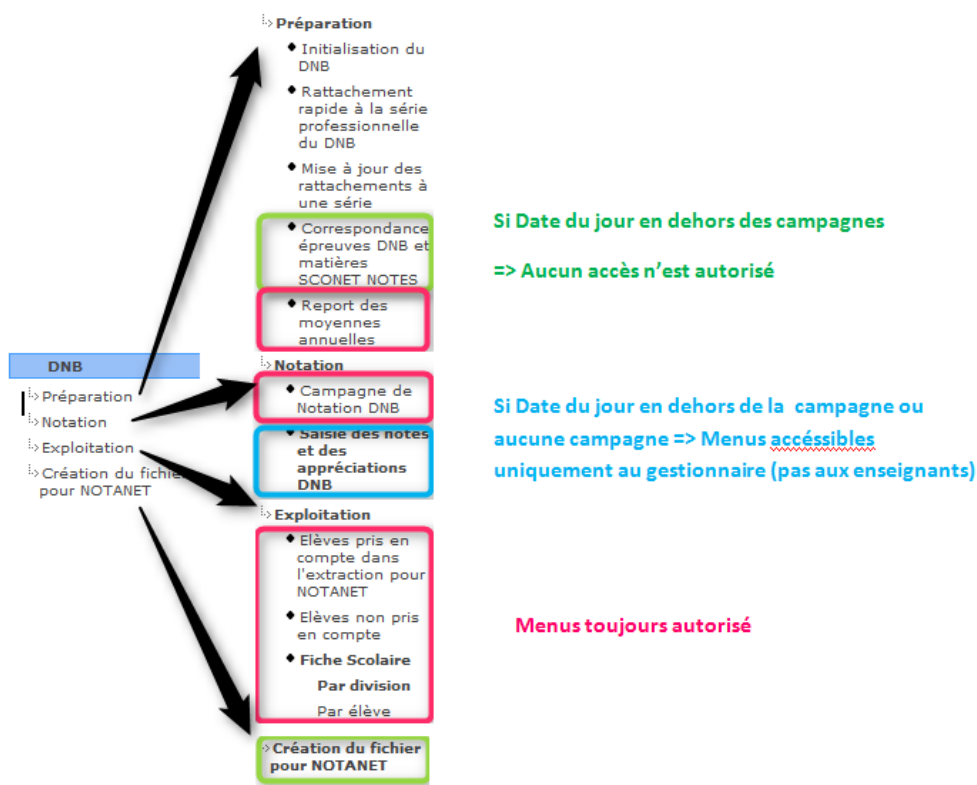 DNB
Préparation
Notation
Exploitation
Création du fichier
pour NOTANET
Préparation
Initialisation du
DNB
Rattachement
rapide à la série
professionnelle
du DNB
Mise à jour des
rattachements à
une série
Correspondance
épreuves DNB et
matières
SCONET NOTES
Report des
moyennes
annuelles
Notation
Campagne de
Notation DNB
Saisie des notes
et des
appréciations
DNB
Exploitation
Elèves pris en
compte dans
l'extraction pour
NOTANET
Elèves non pris
en compte
Fiche Scolaire
Par division
Par élève
Création du fichier
pour NOTANET
Si Date du jour en dehors des campagnes
=> Aucun accès n’est autorisé
Si Date du jour en dehors de la campagne ou
aucune campagne => Menus accéssibles
uniquement au gestionnaire (pas aux enseignants)
Menus toujours autorisé